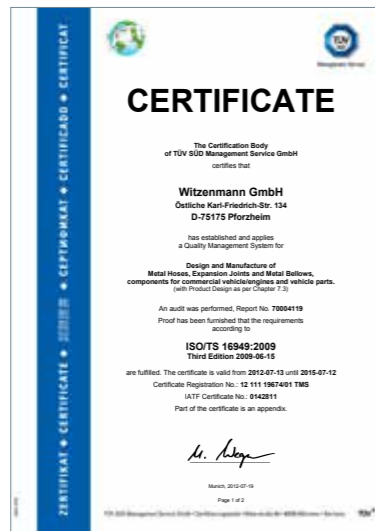 CERTIFICATE
The Certification Body
of TÜV SÜD Management Service GmbH
certifies that
Witzenmann GmbH
Östliche Karl-Friedrich-Str. 134
D-75175 Pforzheim
has established and applies
a Quality Management System for
Design and Manufacture of
Metal Hoses, Expansion Joints and Metal Bellows,
components for commercial vehicle/engines and vehicle parts.
(with Product Design as per Chapter 7.3)
An audit was performed, Report No. 70004119
Proof has been furnished that the requirements
according to
ISO/TS 16949:2009
Third Edition 2009-06-15
are fulfilled. The certificate is valid from 2012-07-13 until 2015-07-12
Certificate Registration No.: 12 111 19674/01 TMS
IATF Certificate No.: 0142811
Part of the certificate is an appendix.
Munich, 2012-07-19
Page 1 of 2
ZERTIFIKAT ◆ CERTIFICATE ◆ ◆ СЕРТИФИКАТ ◆ CERTIFICADO ◆ CERTIFICAT
TÜV